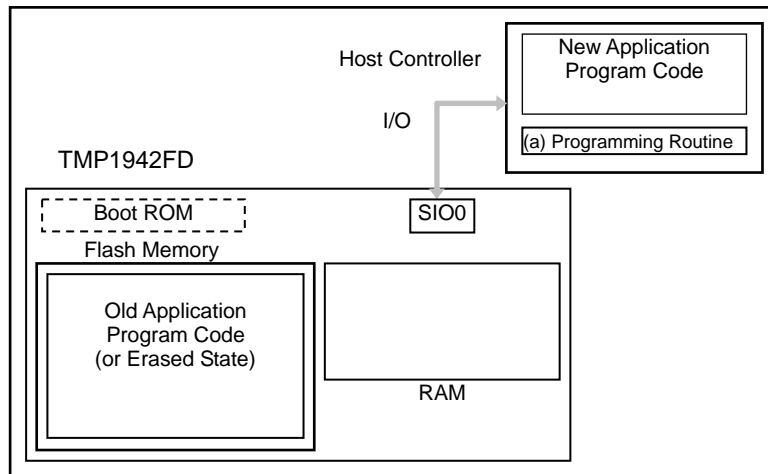 Host Controller
New Application
Program Code
I/O
(a) Programming Routine
TMP1942FD
Boot ROM
SIO0
Flash Memory
Old Application
Program Code
(or Erased State)
RAM